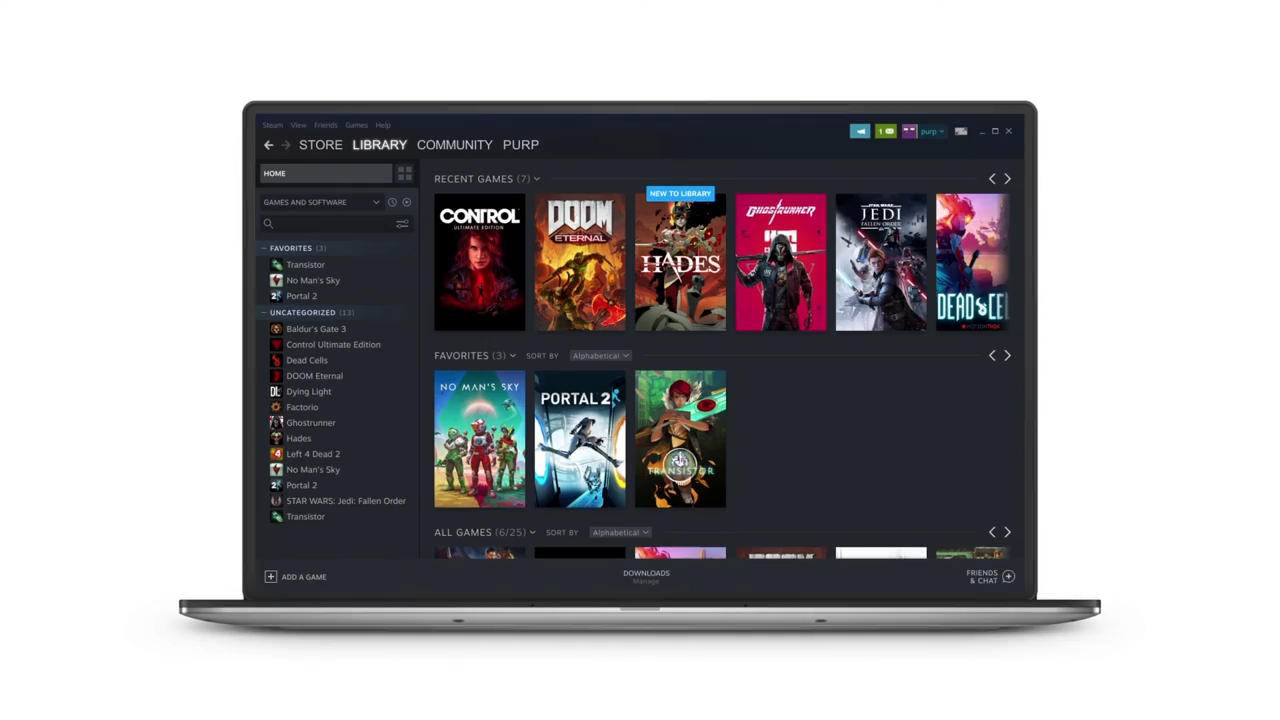 Steam View Friends Games Help
1 purp
STORE LIBRARY COMMUNITY PURP
HOME
GAMES AND SOFTWARE
FAVORITES (3)
Transistor
No Man's Sky
Portal 2
UNCATEGORIZED (13)
Baldur's Gate 3
Control Ultimate Edition
Dead Cells
DOOM Eternal
Dying Light
Factorio
Ghostrunner
Hades
Left 4 Dead 2
No Man's Sky
Portal 2
STAR WARS: Jedi: Fallen Order
Transistor
ADD A GAME
RECENT GAMES (7)
NEW TO LIBRARY
CONTROL
ULTIMATE EDITION
DOOM
ETERNAL
HADES
GHOSTRUNNER
JEDI
FALLEN ORDER
DEAD CEL
FAVORITES (3) SORT BY Alphabetical
NO MAN'S SKY
PORTAL 2
TRANSISTOR
ALL GAMES (6/25) SORT BY Alphabetical
DOWNLOADS
Manage
FRIENDS
& CHAT